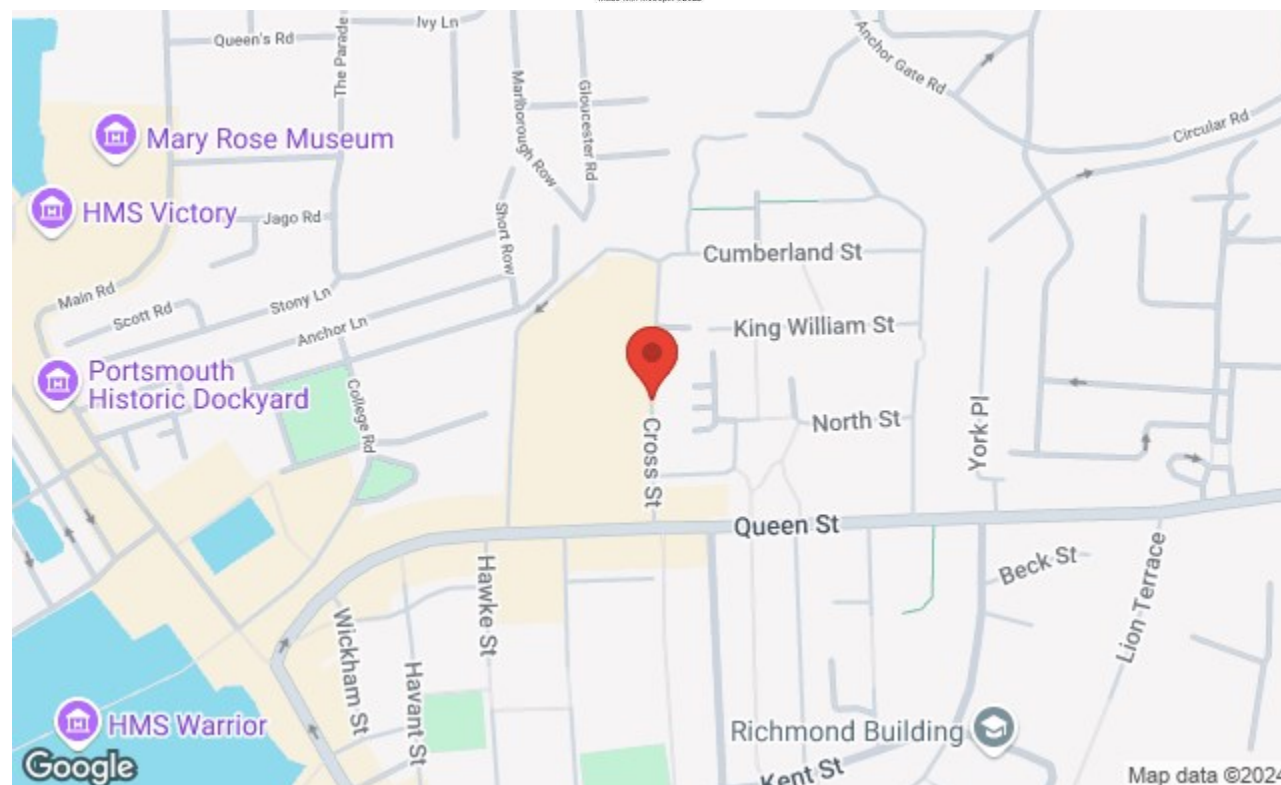 Ivy Ln
Queen's Rd
The Parade
Anchor Gate Rd
Marlborough Row
Gloucester Rd
Circular Rd
Mary Rose Museum
HMS Victory
Jago Rd
Short Row
Cumberland St
Main Rd
Scott Rd
Stony Ln
Anchor Ln
King William St
Portsmouth
Historic Dockyard
College Rd
Cross St
North St
York Pl
Queen St
Hawke St
Beck St
Lion Terrace
Wickham St
Havant St
HMS Warrior
Richmond Building
Kent St
Google
Map data ©2024